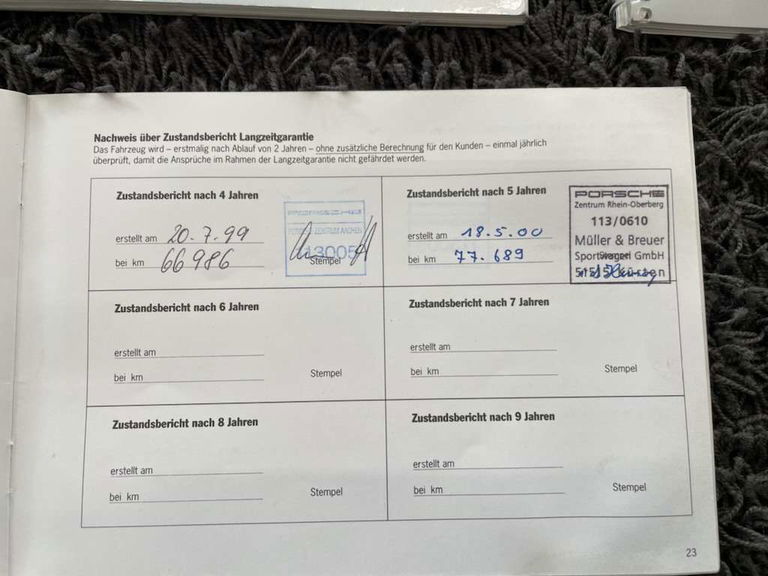 Nachweis über Zustandsbericht Langzeitgarantie
Das Fahrzeug wird – erstmalig nach Ablauf von 2 Jahren – ohne zusätzliche Berechnung für den Kunden – einmal jährlich
überprüft, damit die Ansprüche im Rahmen der Langzeitgarantie nicht gefährdet werden.
Zustandsbericht nach 4 Jahren
erstellt am 20.7.99
bei km 66986
PORSCHE
ZENTRUM AACHEN
13005
Stempel
Zustandsbericht nach 5 Jahren
erstellt am 18.5.00
bei km 77.689
PORSCHE
Zentrum Rhein-Oberberg
113/0610
Müller & Breuer
Sportwagen GmbH
Stempel
Zustandsbericht nach 6 Jahren
erstellt am
bei km
Stempel
Zustandsbericht nach 7 Jahren
erstellt am
bei km
Stempel
Zustandsbericht nach 8 Jahren
erstellt am
bei km
Stempel
Zustandsbericht nach 9 Jahren
erstellt am
bei km
Stempel
23